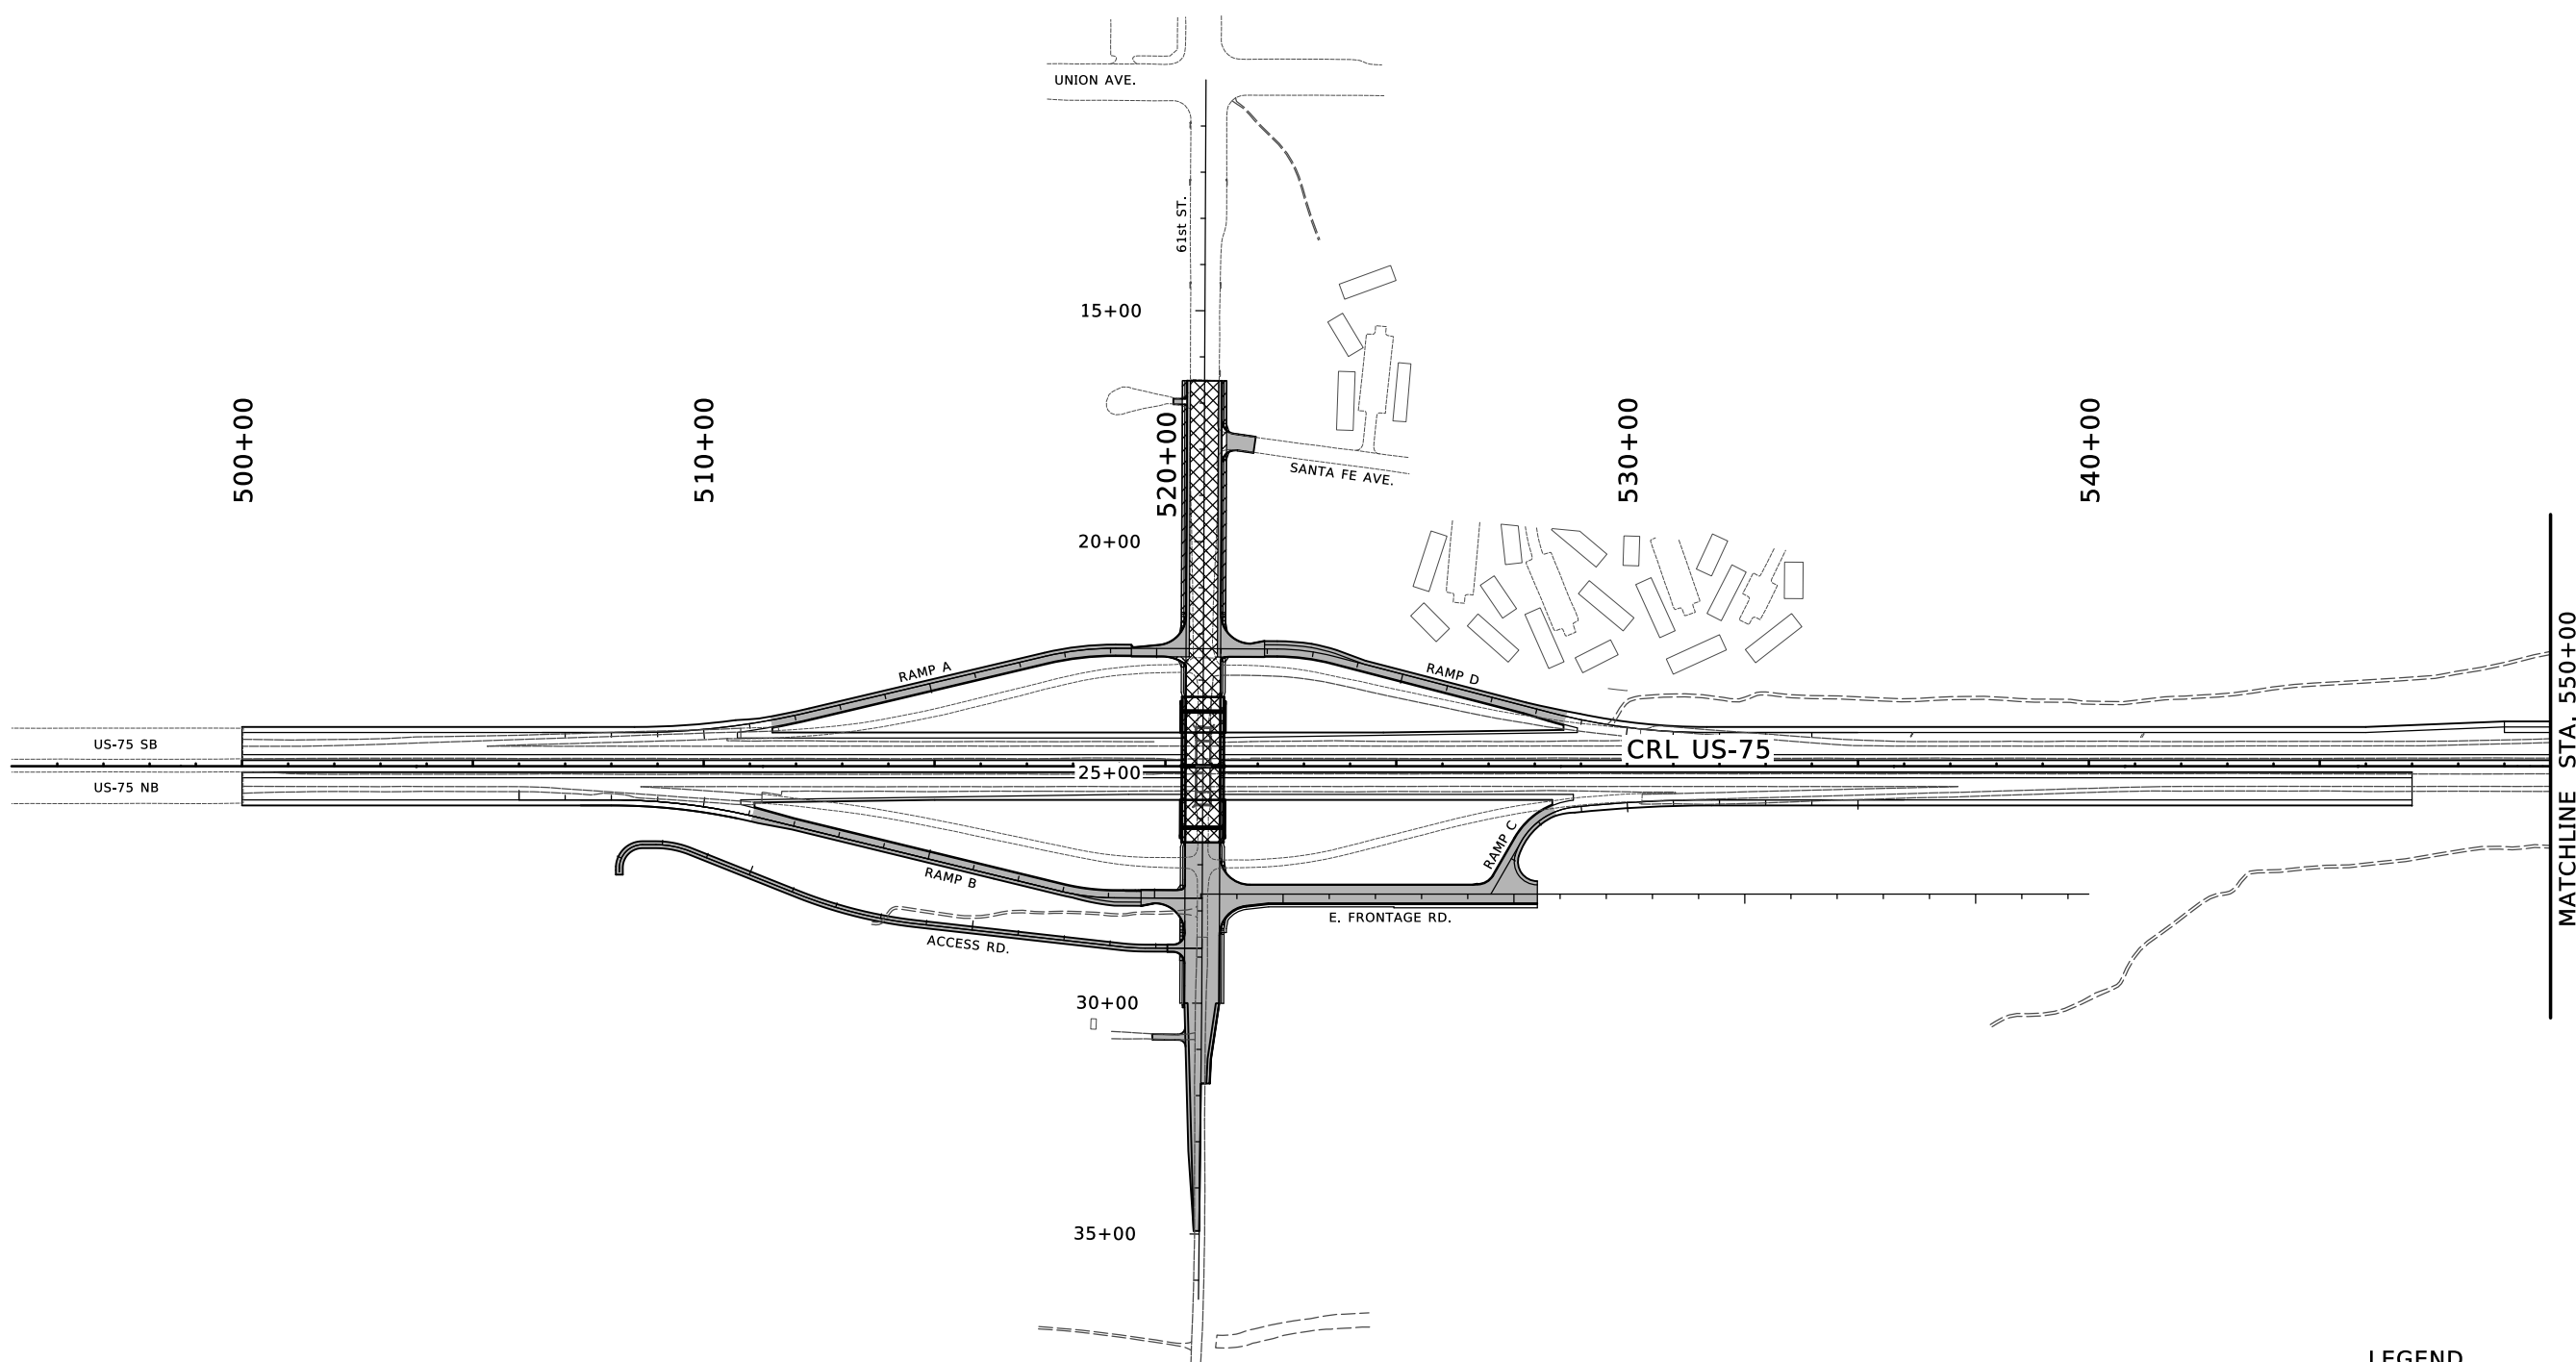 UNION AVE.
61st ST.
15+00
500+00
510+00
520+00
530+00
540+00
SANTA FE AVE.
20+00
RAMP A
RAMP D
US-75 SB
CRL US-75
25+00
US-75 NB
RAMP C
RAMP B
E. FRONTAGE RD.
ACCESS RD.
MATCHLINE STA. 550+00
30+00
35+00
LEGEND